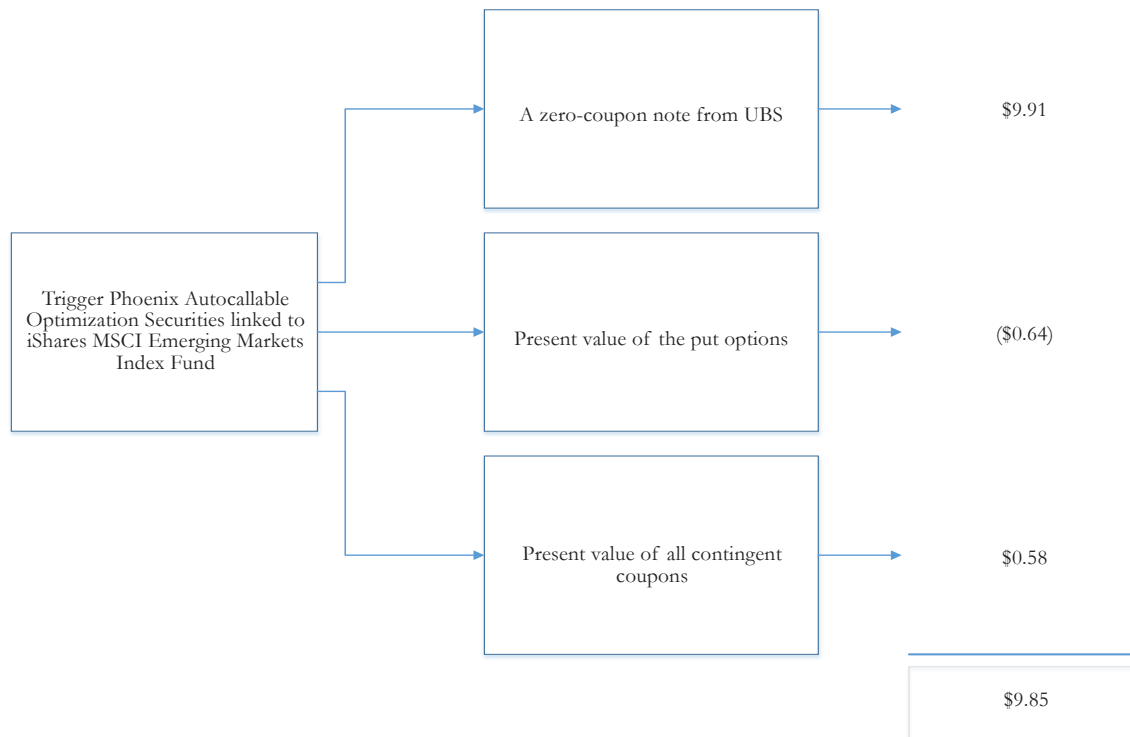 A zero-coupon note from UBS
$9.91
Trigger Phoenix Autocallable
Optimization Securities linked to
iShares MSCI Emerging Markets
Index Fund
Present value of the put options
($0.64)
Present value of all contingent
coupons
$0.58
$9.85